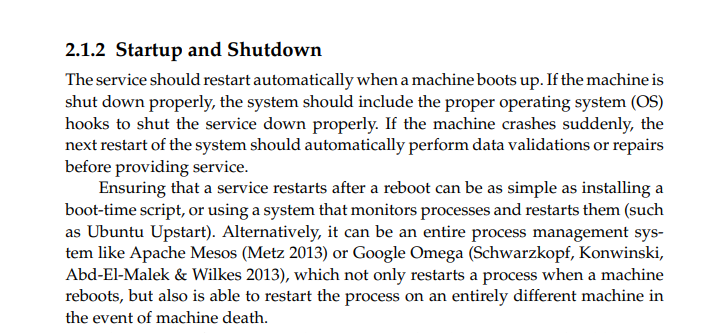 2.1.2 Startup and Shutdown
The service should restart automatically when a machine boots up. If the machine is
shut down properly, the system should include the proper operating system (OS)
hooks to shut the service down properly. If the machine crashes suddenly, the
next restart of the system should automatically perform data validations or repairs
before providing service.
Ensuring that a service restarts after a reboot can be as simple as installing a
boot-time script, or using a system that monitors processes and restarts them (such
as Ubuntu Upstart). Alternatively, it can be an entire process management sys-
tem like Apache Mesos (Metz 2013) or Google Omega (Schwarzkopf, Konwinski,
Abd-El-Malek & Wilkes 2013), which not only restarts a process when a machine
reboots, but also is able to restart the process on an entirely different machine in
the event of machine death.